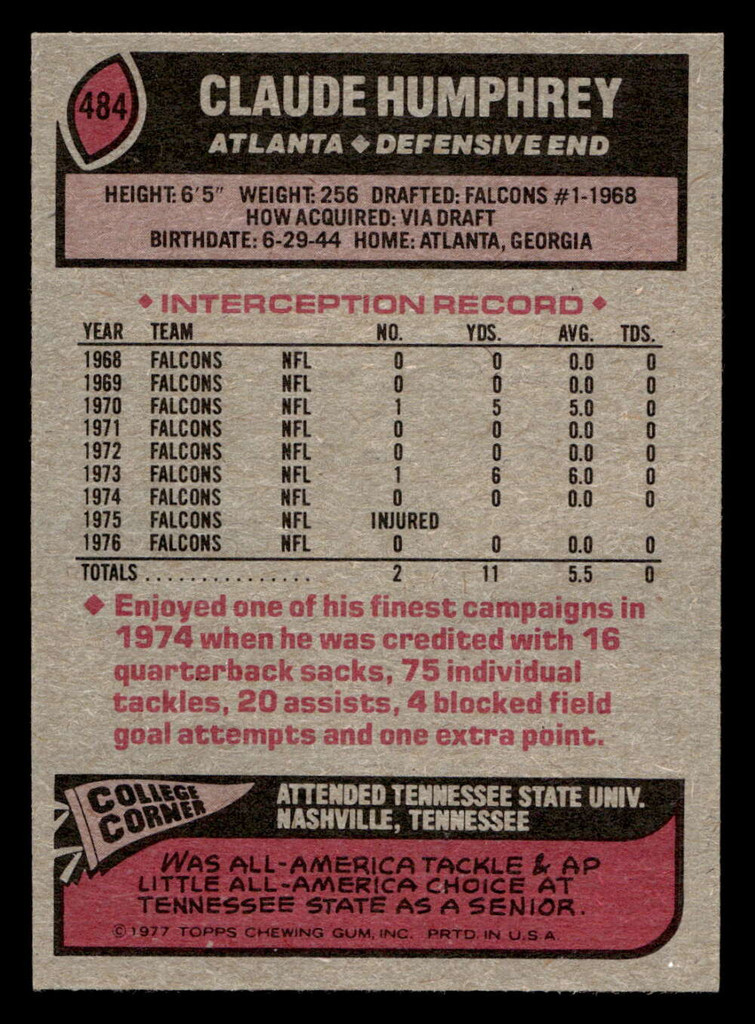 484
CLAUDE HUMPHREY
ATLANTA ◆ DEFENSIVE END
HEIGHT: 6'5" WEIGHT: 256 DRAFTED: FALCONS #1-1968
HOW ACQUIRED: VIA DRAFT
BIRTHDATE: 6-29-44 HOME: ATLANTA, GEORGIA
◆ INTERCEPTION RECORD ◆
YEAR TEAM NO. YDS. AVG. TDS.
1968 FALCONS NFL 0 0 0.0 0
1969 FALCONS NFL 0 0 0.0 0
1970 FALCONS NFL 1 5 5.0 0
1971 FALCONS NFL 0 0 0.0 0
1972 FALCONS NFL 0 0 0.0 0
1973 FALCONS NFL 1 6 6.0 0
1974 FALCONS NFL 0 0 0.0 0
1975 FALCONS NFL INJURED
1976 FALCONS NFL 0 0 0.0 0
TOTALS ................ 2 11 5.5 0
◆ Enjoyed one of his finest campaigns in
1974 when he was credited with 16
quarterback sacks, 75 individual
tackles, 20 assists, 4 blocked field
goal attempts and one extra point.
COLLEGE
CORNER
ATTENDED TENNESSEE STATE UNIV.
NASHVILLE, TENNESSEE
WAS ALL-AMERICA TACKLE & AP
LITTLE ALL-AMERICA CHOICE AT
TENNESSEE STATE AS A SENIOR.
©1977 TOPPS CHEWING GUM, INC. PRTD. IN U.S.A.